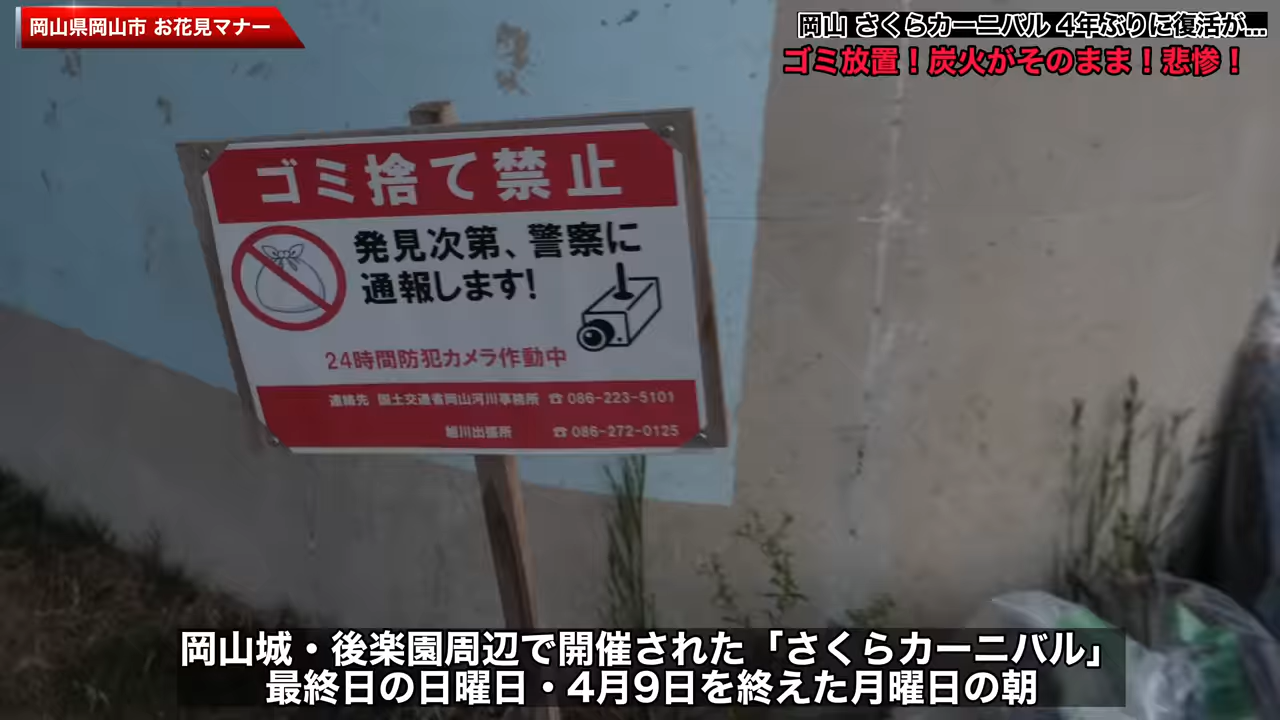 岡山県岡山市 お花見マナー
岡山 さくらカーニバル 4年ぶりに復活が...
ゴミ放置！炭火がそのまま！悲惨！
ゴミ捨て禁止
発見次第、警察に
通報します!
24時間防犯カメラ作動中
連絡先 国土交通省岡山河川事務所 ☎086-223-5101
旭川出張所 ☎086-272-0125
岡山城・後楽園周辺で開催された「さくらカーニバル」
最終日の日曜日・4月9日を終えた月曜日の朝